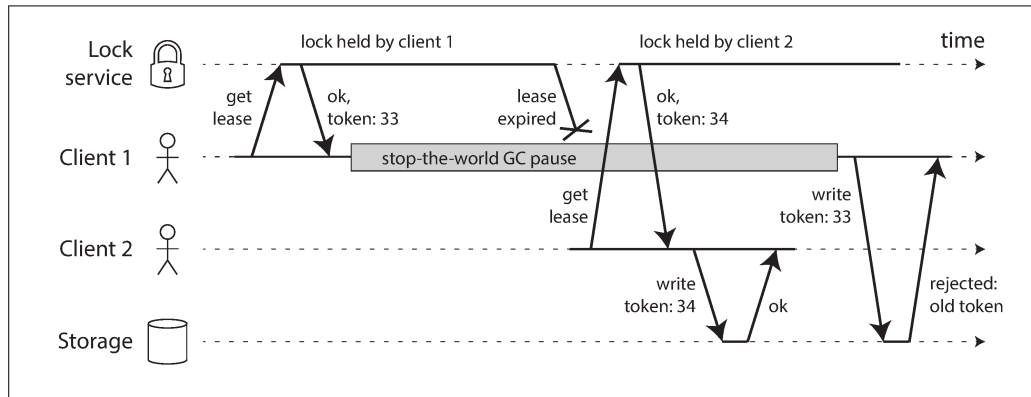 Lock
service
lock held by client 1
lock held by client 2
time
get
lease
ok,
token: 33
lease
expired
ok,
token: 34
Client 1
stop-the-world GC pause
get
lease
write
token: 33
Client 2
write
token: 34
ok
rejected:
old token
Storage